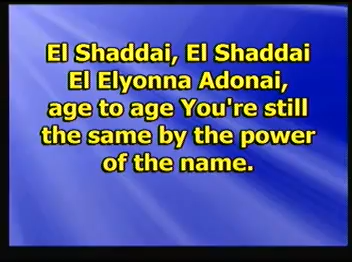 El Shaddai, El Shaddai
El Elyonna Adonai,
age to age You're still
the same by the power
of the name.